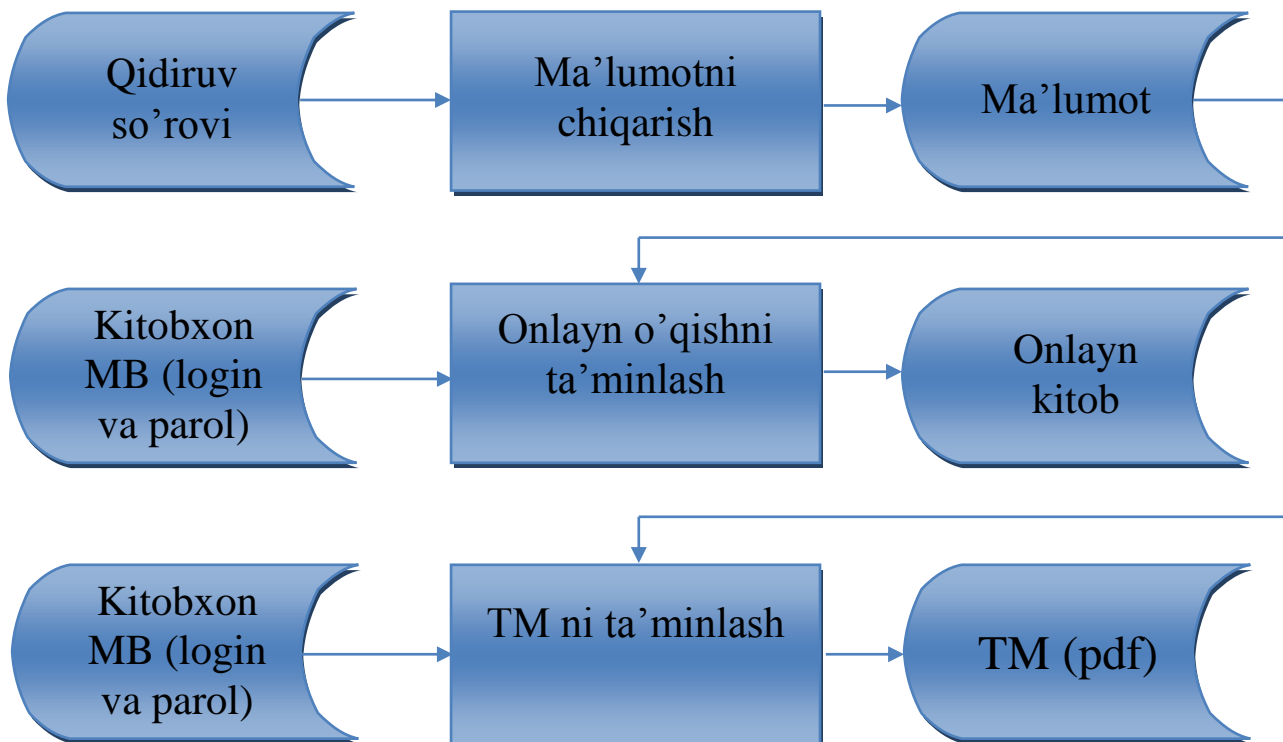 Qidiruv
so’rovi
Ma’lumotni
chiqarish
Ma’lumot
Kitobxon
MB (login
va parol)
Onlayn o’qishni
ta’minlash
Onlayn
kitob
Kitobxon
MB (login
va parol)
TM ni ta’minlash
TM (pdf)